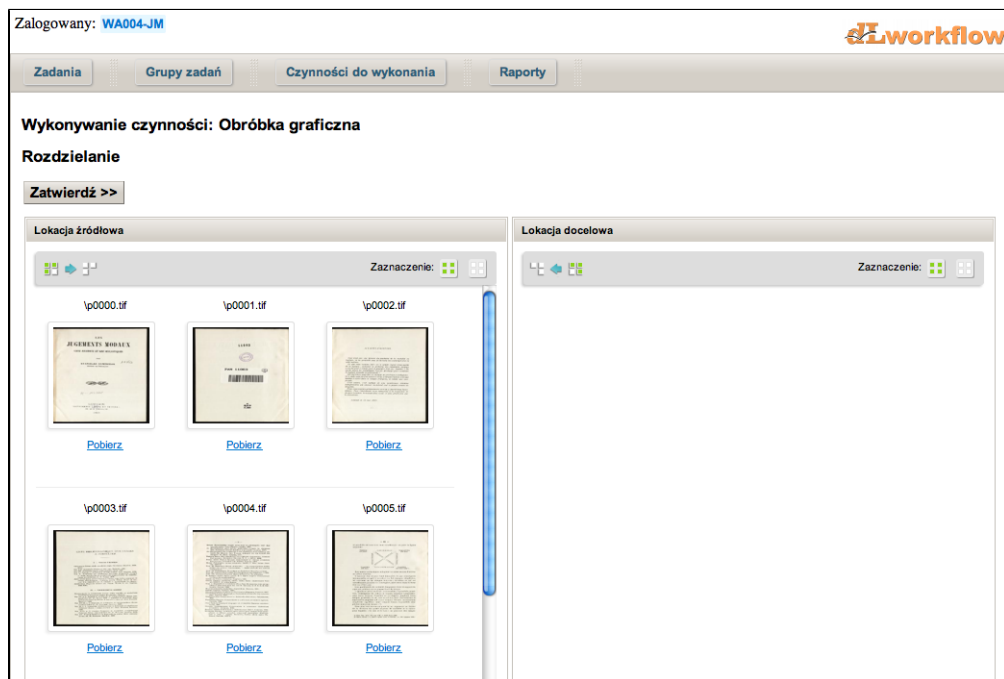 Zalogowany: WA004-JM
dLworkflow
Zadania Grupy zadań Czynności do wykonania Raporty
Wykonywanie czynności: Obróbka graficzna
Rozdzielanie
Zatwierdź >>
Lokacja źródłowa
Zaznaczenie:
\p0000.tif \p0001.tif \p0002.tif
JUGEMENTS MODAUX
Pobierz Pobierz Pobierz
\p0003.tif \p0004.tif \p0005.tif
Pobierz Pobierz Pobierz
Lokacja docelowa
Zaznaczenie: